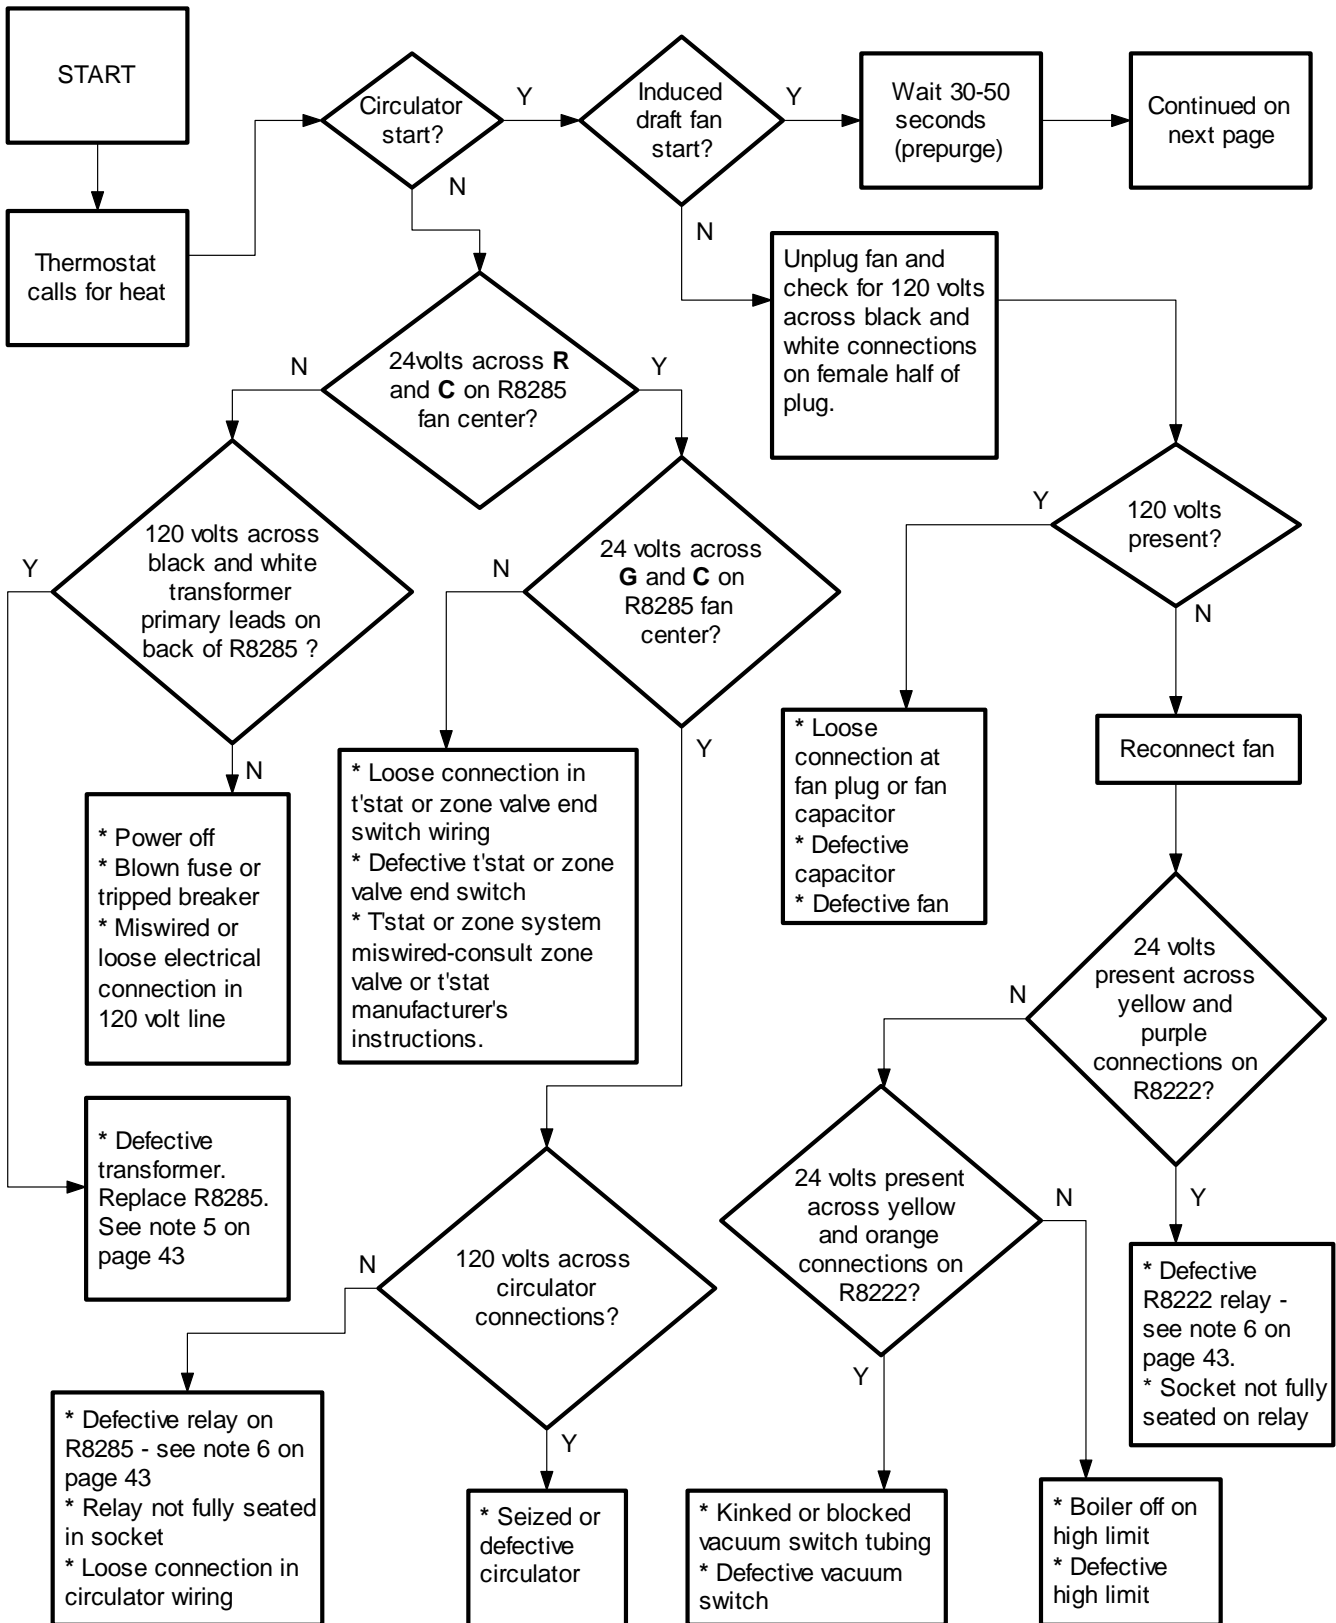 START
Circulator
start?
Y
Induced
draft fan
start?
Y
Wait 30-50
seconds
(prepurge)
Continued on
next page
N
N
Thermostat
calls for heat
Unplug fan and
check for 120 volts
across black and
white connections
on female half of
plug.
N
24volts across R
and C on R8285
fan center?
Y
Y
120 volts
present?
N
Y
120 volts across
black and white
transformer
primary leads on
back of R8285 ?
N
N
24 volts across
G and C on
R8285 fan
center?
Y
* Loose
connection at
fan plug or fan
capacitor
* Defective
capacitor
* Defective fan
Reconnect fan
* Power off
* Blown fuse or
tripped breaker
* Miswired or
loose electrical
connection in
120 volt line
* Loose connection in
t'stat or zone valve end
switch wiring
* Defective t'stat or zone
valve end switch
* T'stat or zone system
miswired-consult zone
valve or t'stat
manufacturer's
instructions.
N
24 volts
present across
yellow and
purple
connections on
R8222?
Y
* Defective
transformer.
Replace R8285.
See note 5 on
page 43
N
120 volts across
circulator
connections?
Y
24 volts present
across yellow
and orange
connections on
R8222?
N
Y
* Defective
R8222 relay -
see note 6 on
page 43.
* Socket not fully
seated on relay
* Defective relay on
R8285 - see note 6 on
page 43
* Relay not fully seated
in socket
* Loose connection in
circulator wiring
* Seized or
defective
circulator
* Kinked or blocked
vacuum switch tubing
* Defective vacuum
switch
* Boiler off on
high limit
* Defective
high limit